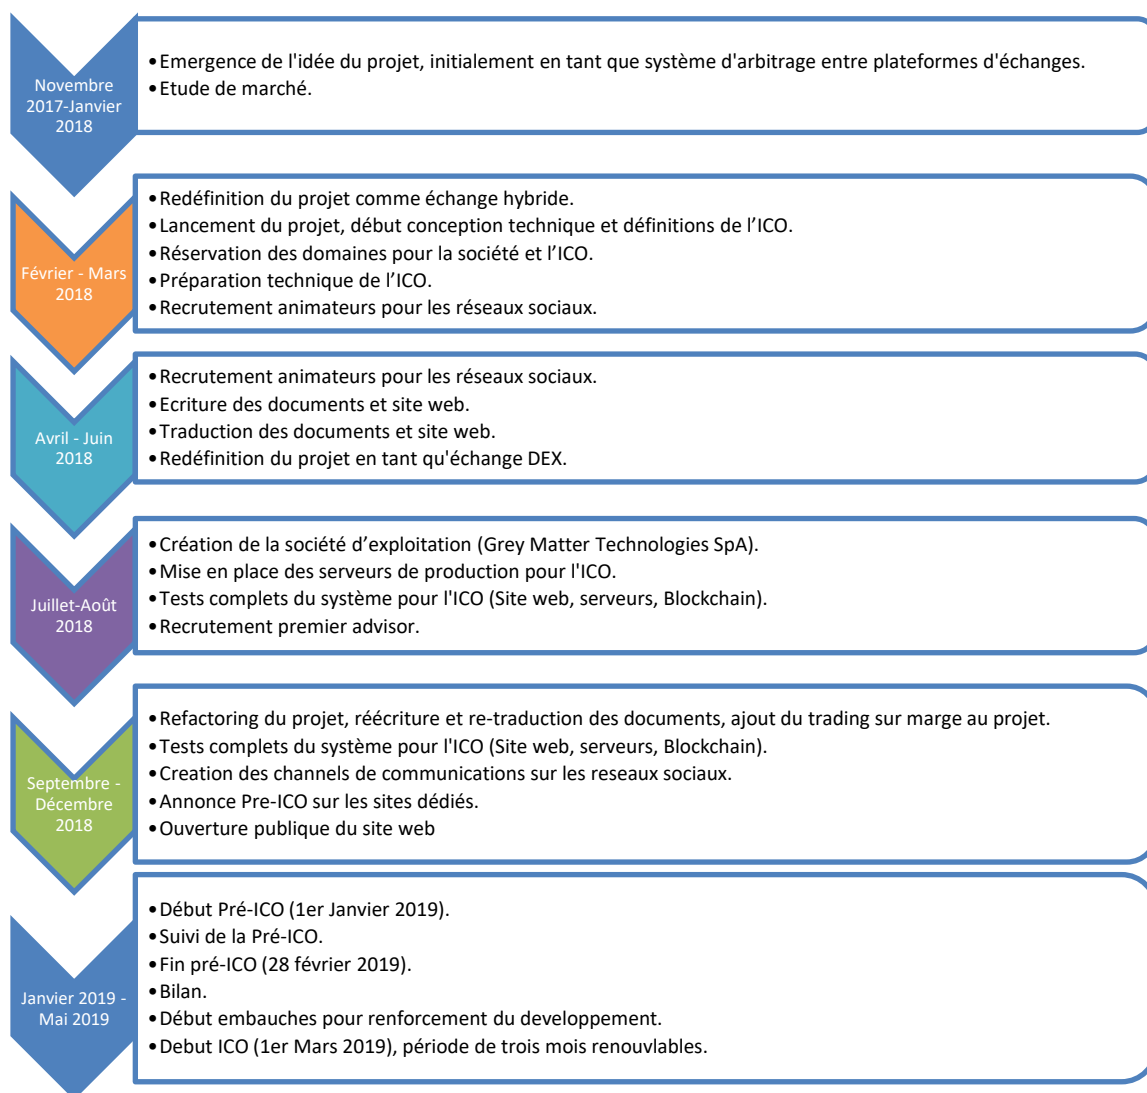 Novembre
2017-Janvier
2018
•Emergence de l'idée du projet, initialement en tant que système d'arbitrage entre plateformes d'échanges.
•Etude de marché.
Février - Mars
2018
•Redéfinition du projet comme échange hybride.
•Lancement du projet, début conception technique et définitions de l’ICO.
•Réservation des domaines pour la société et l’ICO.
•Préparation technique de l’ICO.
•Recrutement animateurs pour les réseaux sociaux.
Avril - Juin
2018
•Recrutement animateurs pour les réseaux sociaux.
•Ecriture des documents et site web.
•Traduction des documents et site web.
•Redéfinition du projet en tant qu'échange DEX.
Juillet-Août
2018
•Création de la société d’exploitation (Grey Matter Technologies SpA).
•Mise en place des serveurs de production pour l'ICO.
•Tests complets du système pour l'ICO (Site web, serveurs, Blockchain).
•Recrutement premier advisor.
Septembre -
Décembre
2018
•Refactoring du projet, réécriture et re-traduction des documents, ajout du trading sur marge au projet.
•Tests complets du système pour l'ICO (Site web, serveurs, Blockchain).
•Creation des channels de communications sur les reseaux sociaux.
•Annonce Pre-ICO sur les sites dédiés.
•Ouverture publique du site web
Janvier 2019 -
Mai 2019
•Début Pré-ICO (1er Janvier 2019).
•Suivi de la Pré-ICO.
•Fin pré-ICO (28 février 2019).
•Bilan.
•Début embauches pour renforcement du developpement.
•Debut ICO (1er Mars 2019), période de trois mois renouvlables.